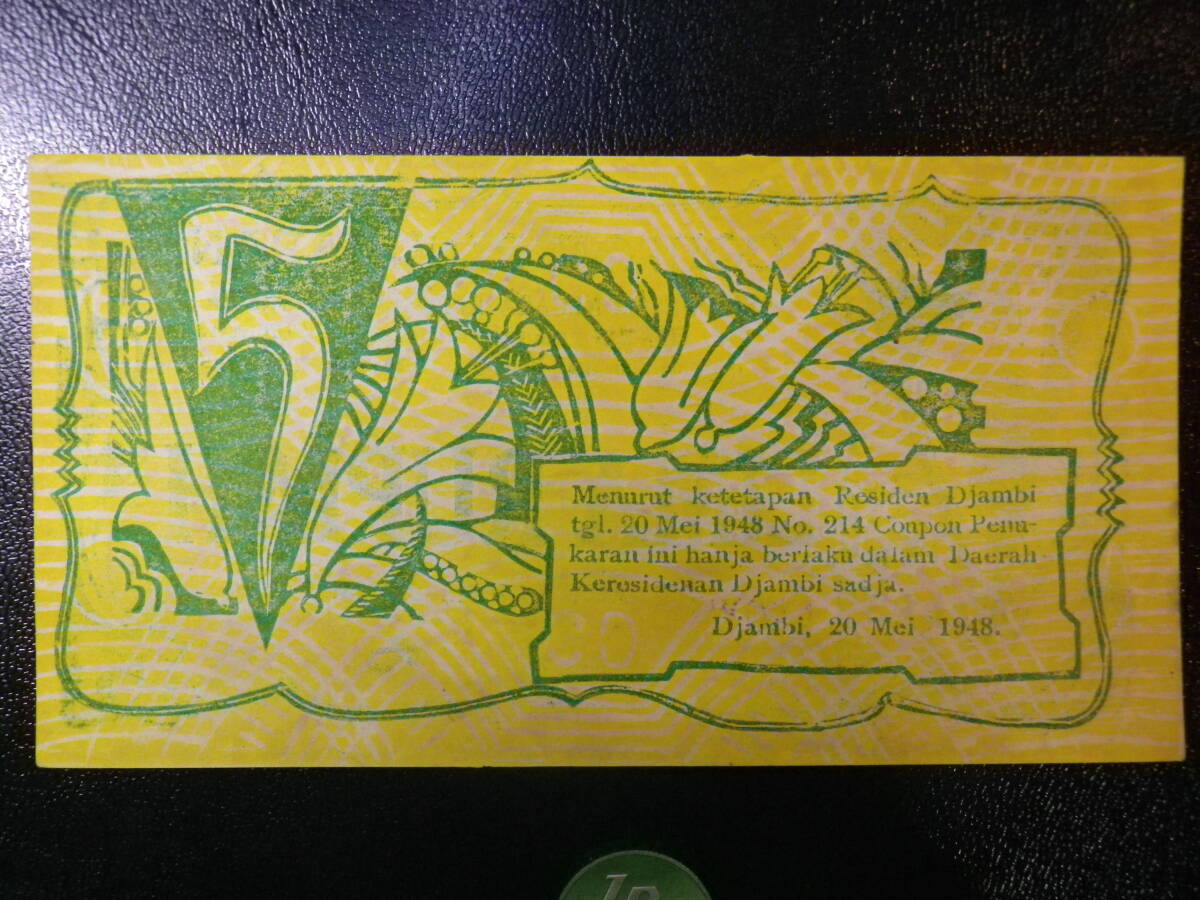 5
Menurut ketetapan Residen Djambi
tgl. 20 Mei 1948 No. 214 Coupon Penu-
karan ini hanja berlaku dalam Daerah
Keresidenan Djambi sadja.
Djambi, 20 Mei 1948.